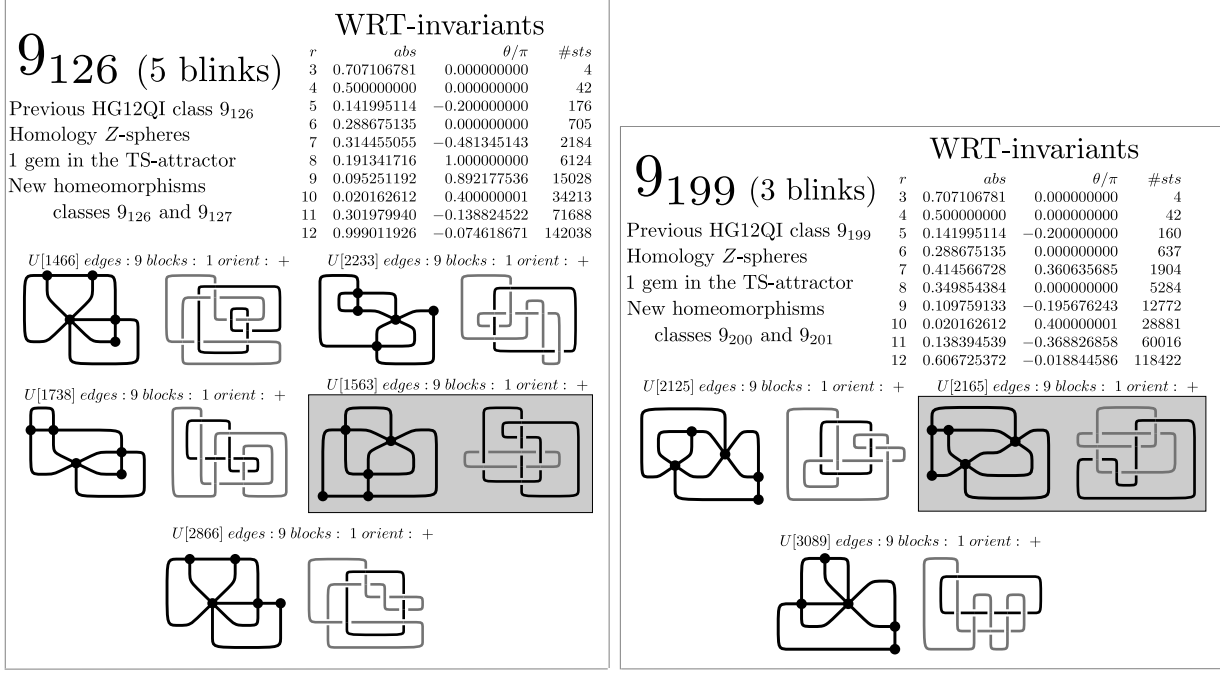 WRT-invariants
9126 (5 blinks)
r abs θ/π #sts
3 0.707106781 0.000000000 4
4 0.500000000 0.000000000 42
5 0.141995114 −0.200000000 176
6 0.288675135 0.000000000 705
7 0.314455055 −0.481345143 2184
8 0.191341716 1.000000000 6124
9 0.095251192 0.892177536 15028
10 0.020162612 0.400000001 34213
11 0.301979940 −0.138824522 71688
12 0.999011926 −0.074618671 142038
Previous HG12QI class 9126
Homology Z-spheres
1 gem in the TS-attractor
New homeomorphisms
classes 9126 and 9127
U[1466] edges : 9 blocks : 1 orient : +
U[2233] edges : 9 blocks : 1 orient : +
U[1738] edges : 9 blocks : 1 orient : +
U[1563] edges : 9 blocks : 1 orient : +
U[2866] edges : 9 blocks : 1 orient : +
WRT-invariants
9199 (3 blinks)
r abs θ/π #sts
3 0.707106781 0.000000000 4
4 0.500000000 0.000000000 42
5 0.141995114 −0.200000000 160
6 0.288675135 0.000000000 637
7 0.414566728 0.360635685 1904
8 0.349854384 0.000000000 5284
9 0.109759133 −0.195676243 12772
10 0.020162612 0.400000001 28881
11 0.138394539 −0.368826858 60016
12 0.606725372 −0.018844586 118422
Previous HG12QI class 9199
Homology Z-spheres
1 gem in the TS-attractor
New homeomorphisms
classes 9200 and 9201
U[2125] edges : 9 blocks : 1 orient : +
U[2165] edges : 9 blocks : 1 orient : +
U[3089] edges : 9 blocks : 1 orient : +